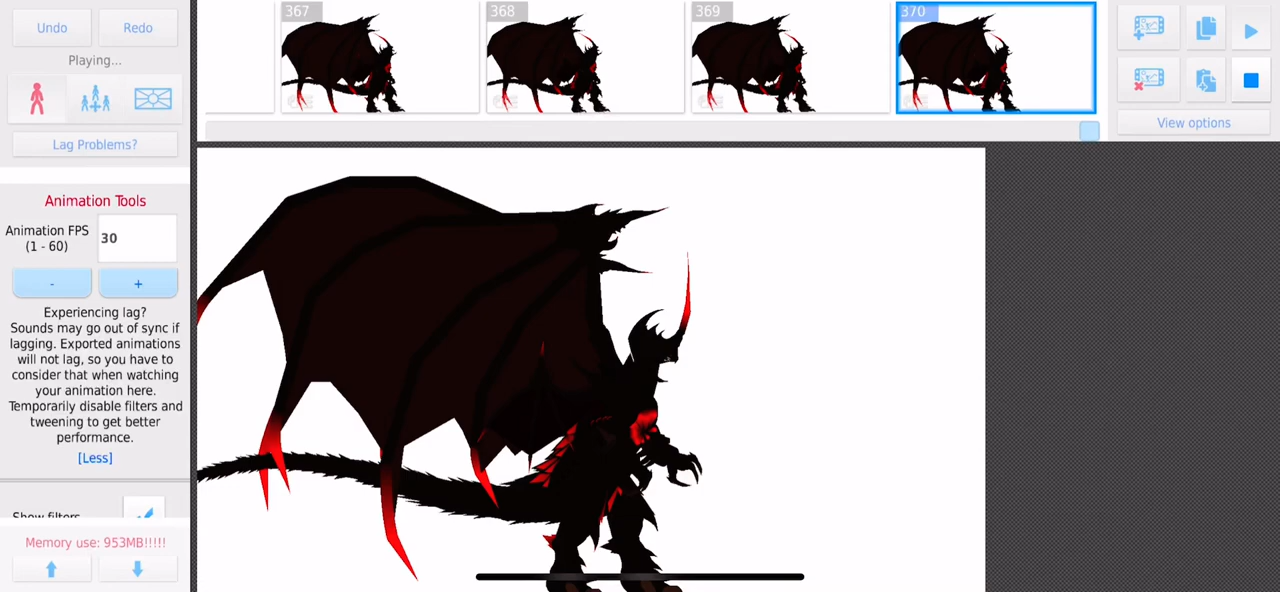 Undo
Redo
Playing...
Lag Problems?
Animation Tools
Animation FPS
(1 - 60)
30
-
+
Experiencing lag?
Sounds may go out of sync if
lagging. Exported animations
will not lag, so you have to
consider that when watching
your animation here.
Temporarily disable filters and
tweening to get better
performance.
[Less]
Show filters
Memory use: 953MB!!!!!
367
368
369
370
View options